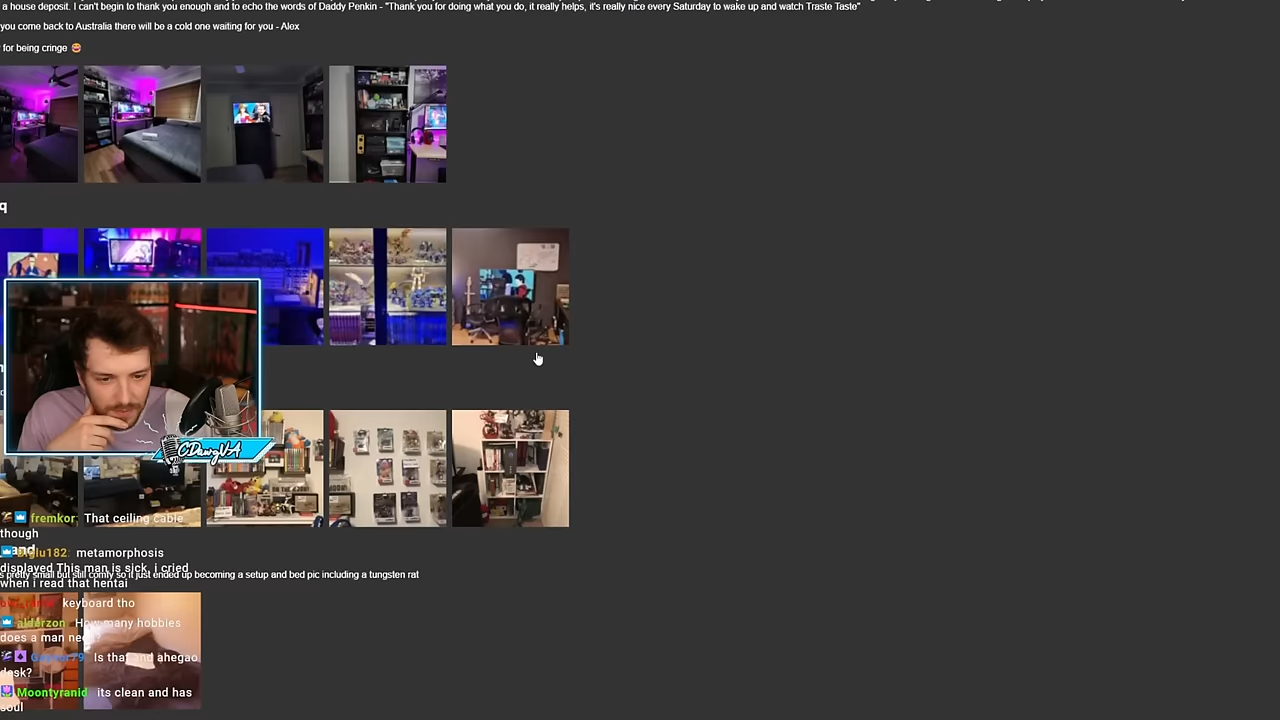 a house deposit. I can't begin to thank you enough and to echo the words of Daddy Penkin - "Thank you for doing what you do, it really helps, it's really nice every Saturday to wake up and watch Traste Taste"
you come back to Australia there will be a cold one waiting for you - Alex
for being cringe
q
CDawgVA
fremkor: That ceiling cable
though
and
Biglu182: metamorphosis
displayed This man is sick, i cried
s pretty small but still comfy so it just ended up becoming a setup and bed pic including a tungsten rat
when i read that hentai
keyboard tho
alderzon: How many hobbies
does a man need?
Is that and ahegao
desk?
Moontyranid: its clean and has
soul